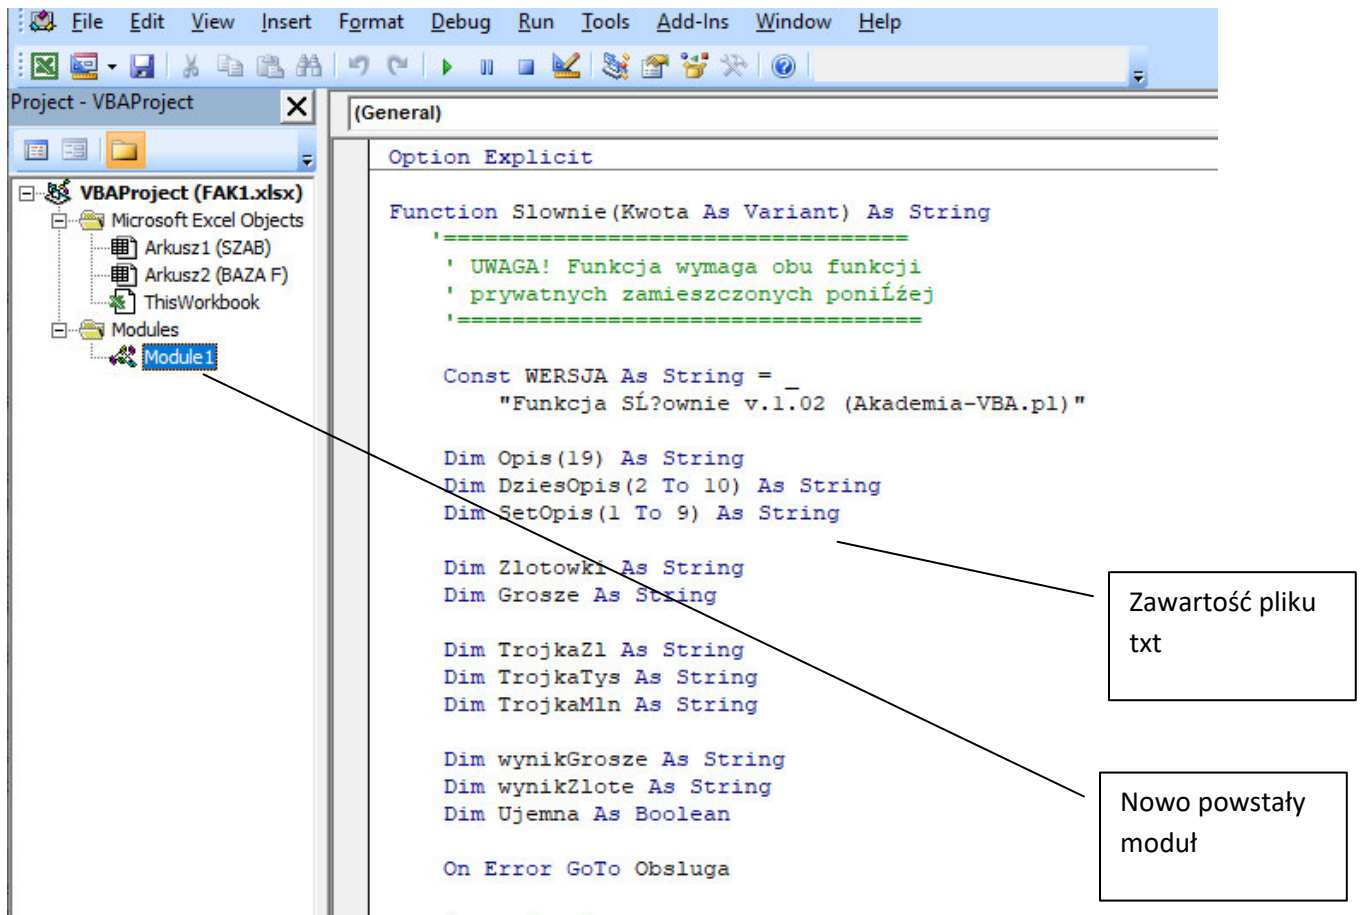 File Edit View Insert Format Debug Run Tools Add-Ins Window Help
Project - VBAProject
(General)
VBAProject (FAK1.xlsx)
Microsoft Excel Objects
Arkusz1 (SZAB)
Arkusz2 (BAZA F)
ThisWorkbook
Modules
Module1
Option Explicit
Function Slownie(Kwota As Variant) As String
'==================================
' UWAGA! Funkcja wymaga obu funkcji
' prywatnych zamieszczonych poniĹźej
'==================================
Const WERSJA As String = _
"Funkcja SĹ?ownie v.1.02 (Akademia-VBA.pl)"
Dim Opis(19) As String
Dim DziesOpis(2 To 10) As String
Dim SetOpis(1 To 9) As String
Dim Zlotowki As String
Dim Grosze As String
Dim TrojkaZl As String
Dim TrojkaTys As String
Dim TrojkaMln As String
Dim wynikGrosze As String
Dim wynikZlote As String
Dim Ujemna As Boolean
On Error GoTo Obsluga
Zawartość pliku
txt
Nowo powstały
moduł